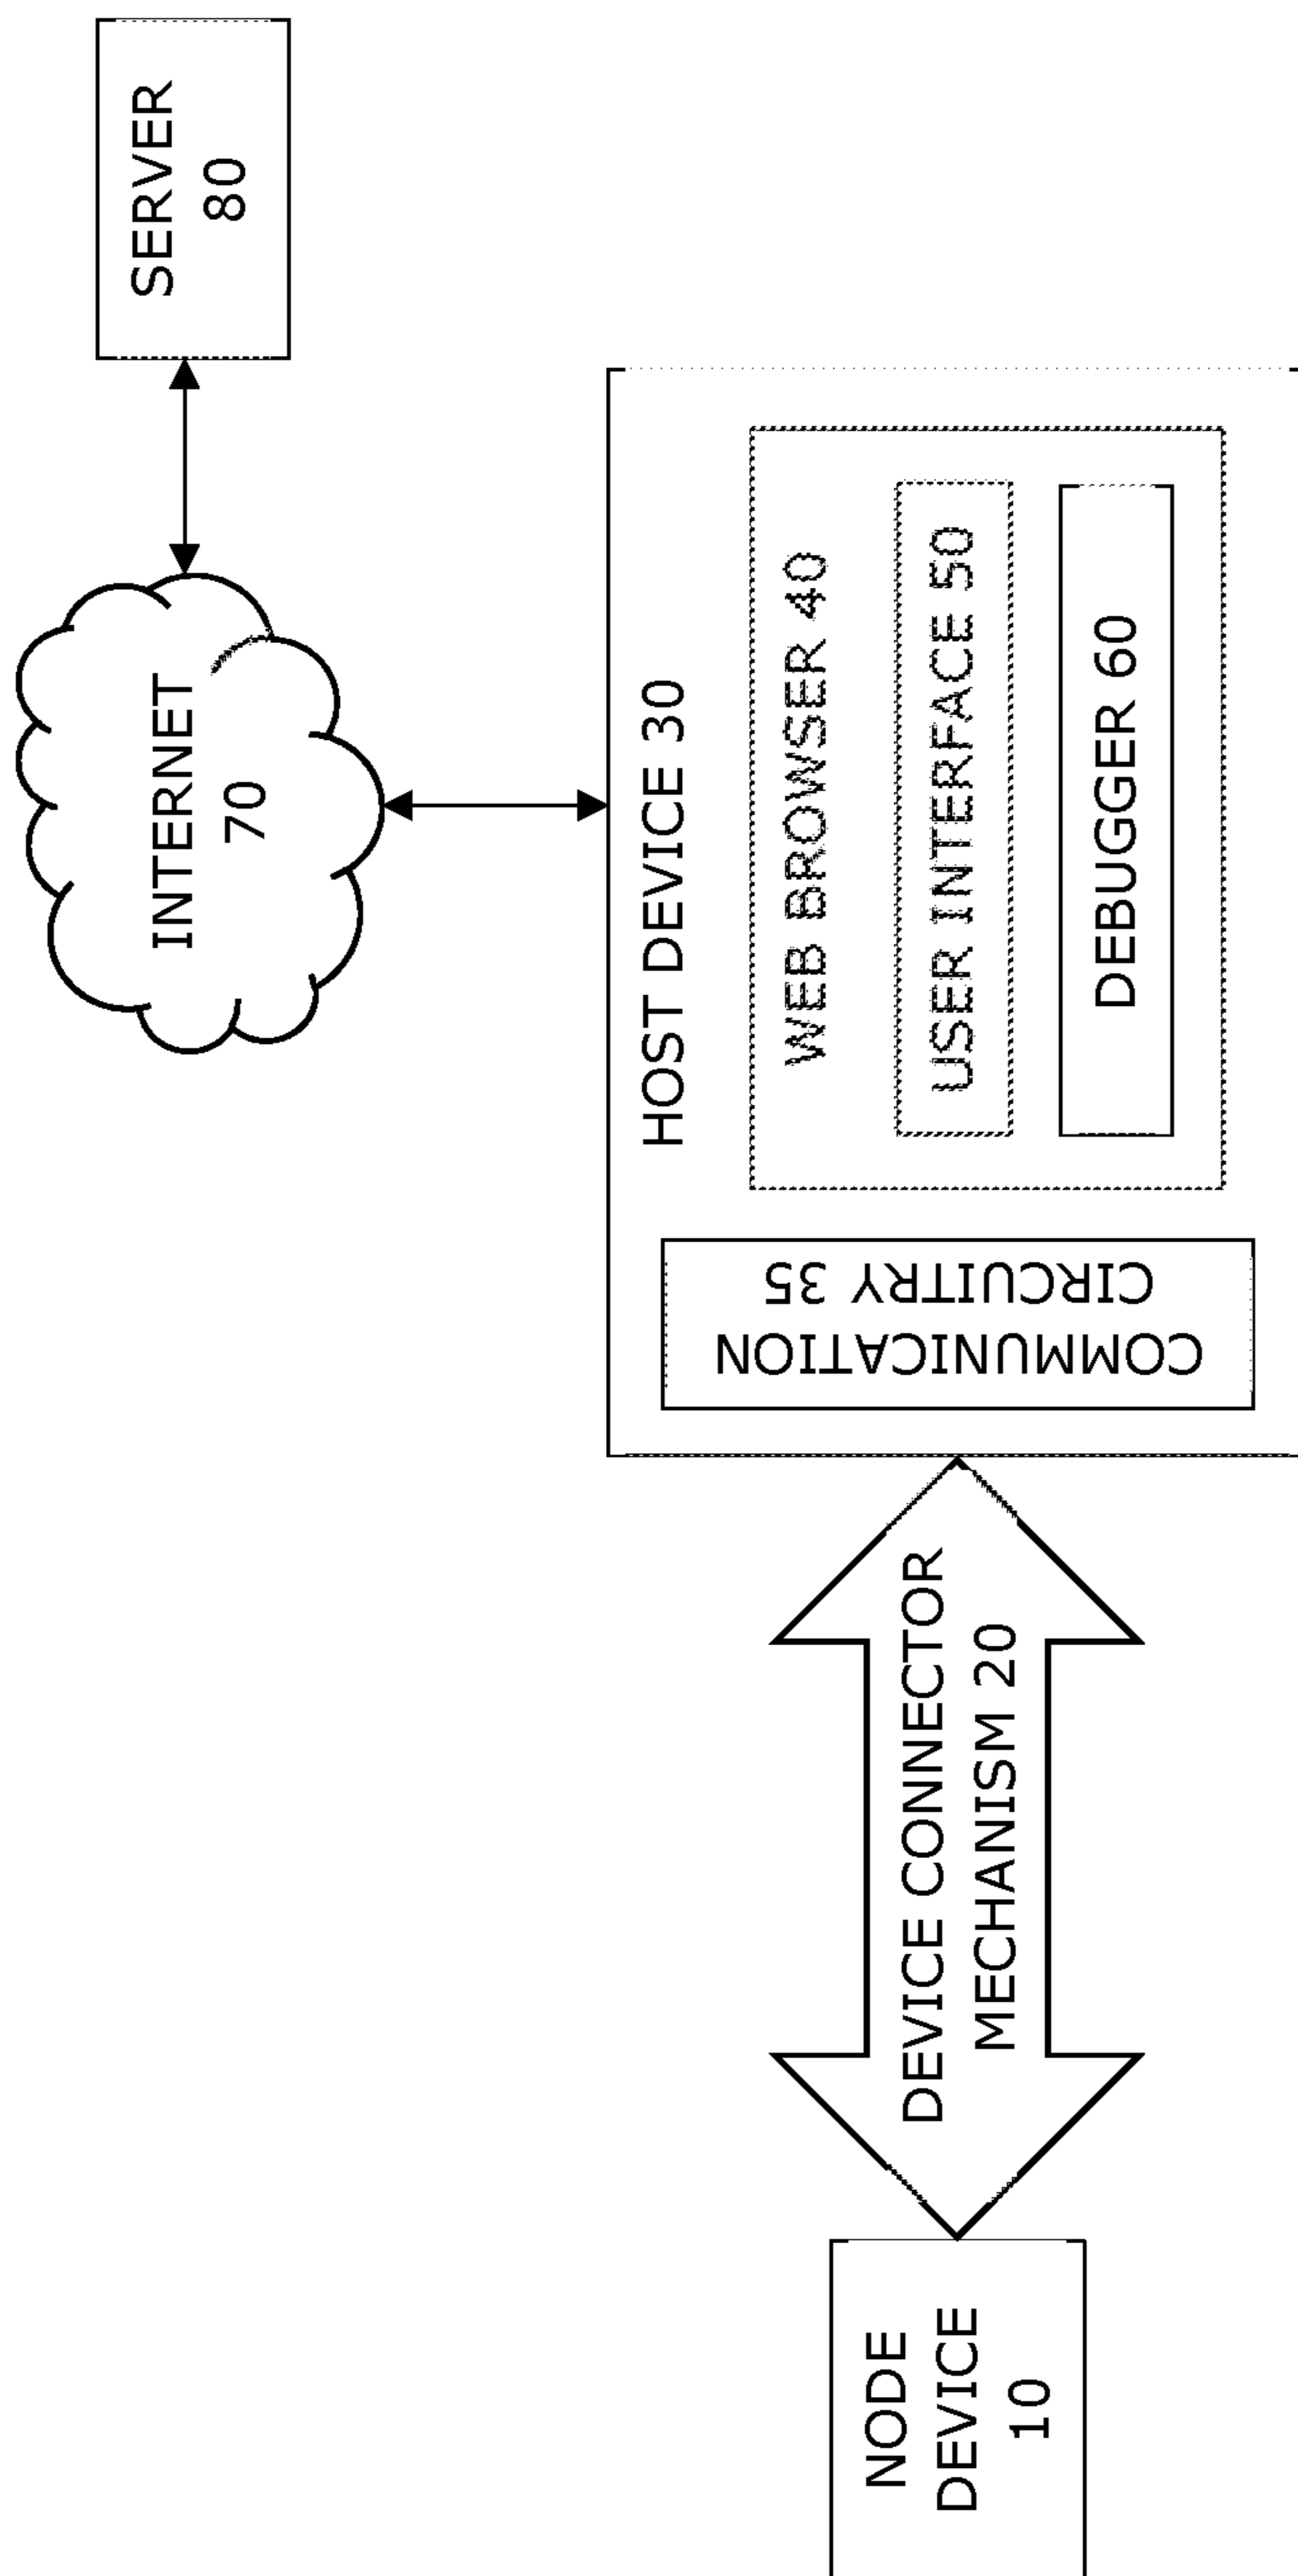 NODE
DEVICE
10
DEVICE CONNECTOR
MECHANISM 20
HOST DEVICE 30
COMMUNICATION
CIRCUITRY 35
WEB BROWSER 40
USER INTERFACE 50
DEBUGGER 60
INTERNET
70
SERVER
80